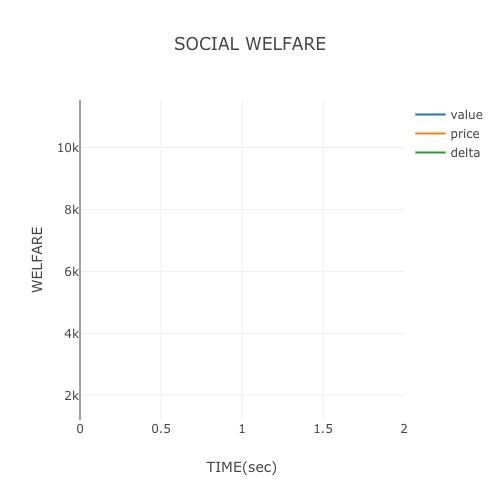 SOCIAL WELFARE
value
price
delta
10k
8k
6k
4k
2k
WELFARE
0
0.5
1
1.5
2
TIME(sec)